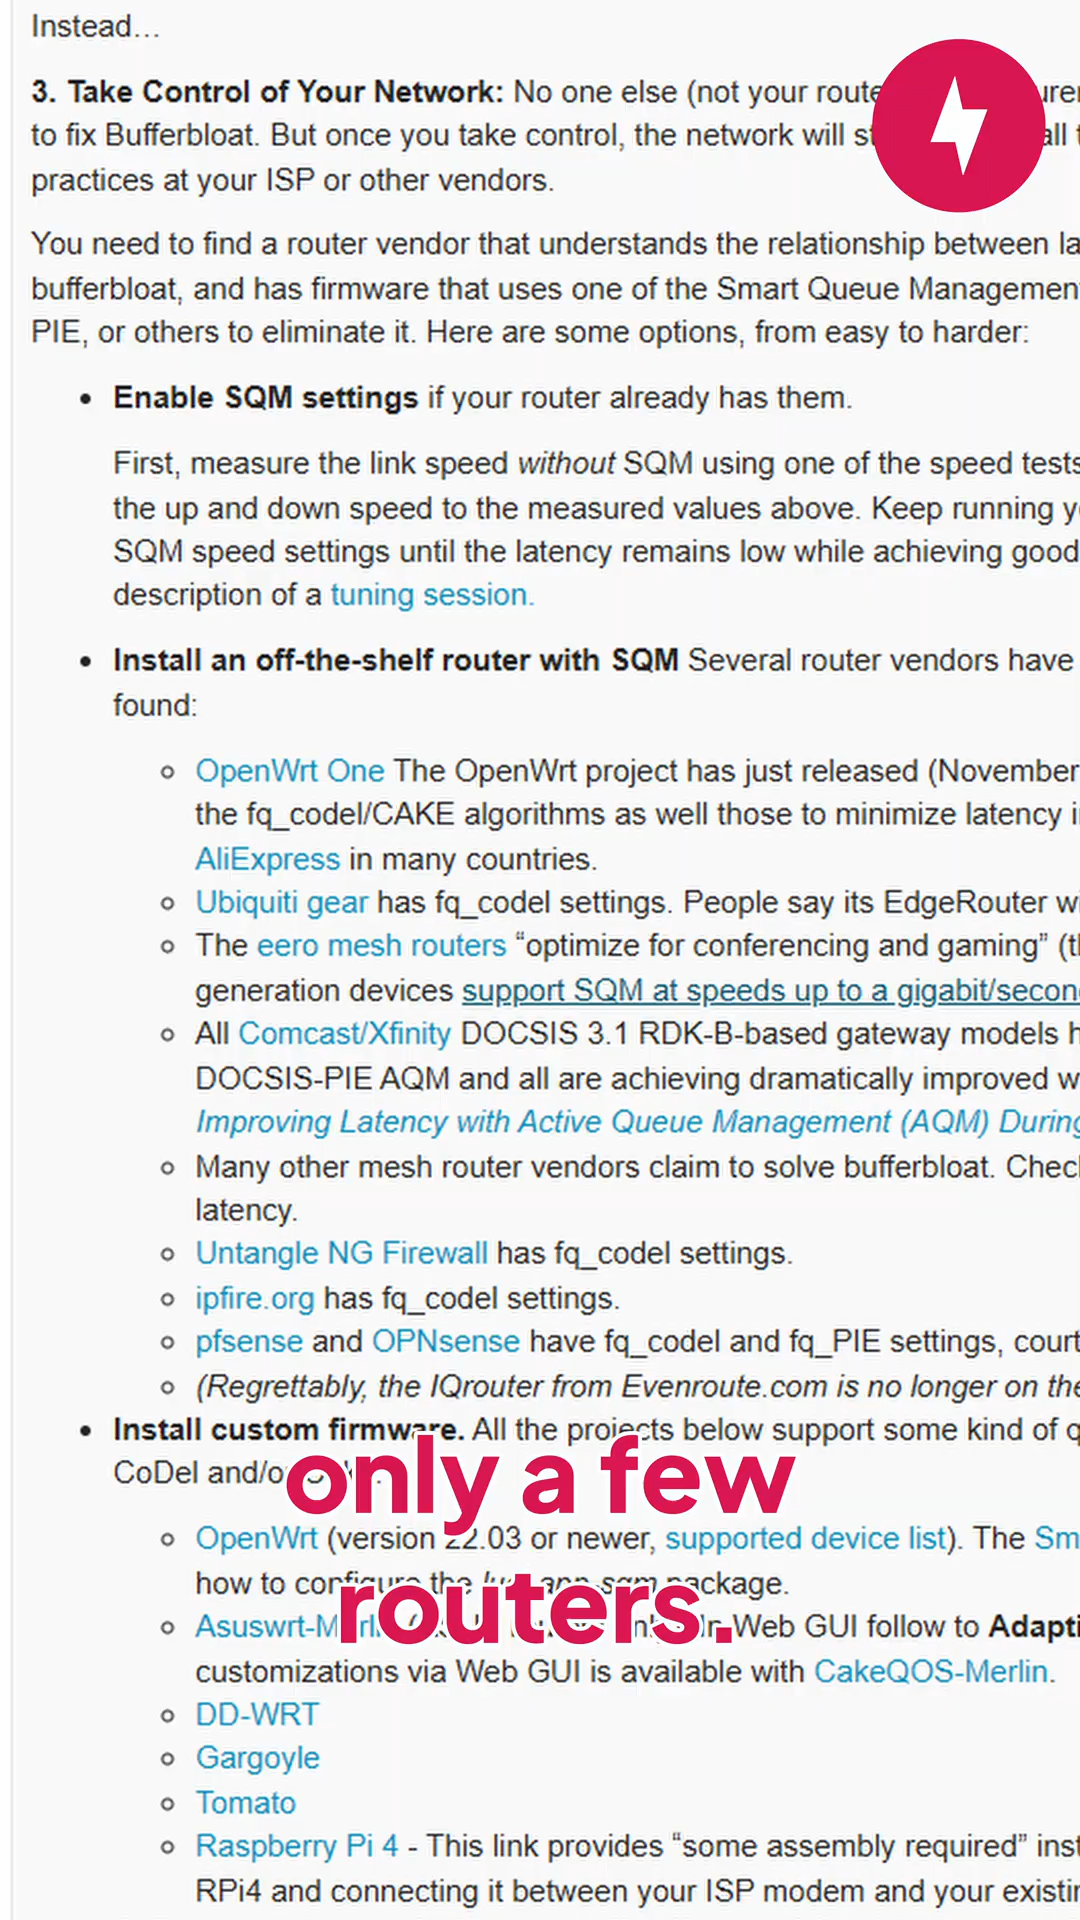 Instead...
3. Take Control of Your Network: No one else (not your route
to fix Bufferbloat. But once you take control, the network will st all t
practices at your ISP or other vendors.
You need to find a router vendor that understands the relationship between la
bufferbloat, and has firmware that uses one of the Smart Queue Management
PIE, or others to eliminate it. Here are some options, from easy to harder:
• Enable SQM settings if your router already has them.
First, measure the link speed without SQM using one of the speed tests
the up and down speed to the measured values above. Keep running y
SQM speed settings until the latency remains low while achieving good
description of a tuning session.
• Install an off-the-shelf router with SQM Several router vendors have
found:
○ OpenWrt One The OpenWrt project has just released (November
the fq_codel/CAKE algorithms as well those to minimize latency i
AliExpress in many countries.
○ Ubiquiti gear has fq_codel settings. People say its EdgeRouter wi
○ The eero mesh routers “optimize for conferencing and gaming” (th
generation devices support SQM at speeds up to a gigabit/second
○ All Comcast/Xfinity DOCSIS 3.1 RDK-B-based gateway models h
DOCSIS-PIE AQM and all are achieving dramatically improved w
Improving Latency with Active Queue Management (AQM) During
○ Many other mesh router vendors claim to solve bufferbloat. Check
latency.
○ Untangle NG Firewall has fq_codel settings.
○ ipfire.org has fq_codel settings.
○ pfsense and OPNsense have fq_codel and fq_PIE settings, court
○ (Regrettably, the IQrouter from Evenroute.com is no longer on the
• Install custom firmware. All the projects below support some kind of q
CoDel and/o
only a few
○ OpenWrt (version 22.03 or newer, supported device list). The Sm
how to configure the package.
routers.
○ Asuswrt-Merlin Web GUI follow to Adapti
customizations via Web GUI is available with CakeQOS-Merlin.
○ DD-WRT
○ Gargoyle
○ Tomato
○ Raspberry Pi 4 - This link provides “some assembly required” inst
RPi4 and connecting it between your ISP modem and your existin